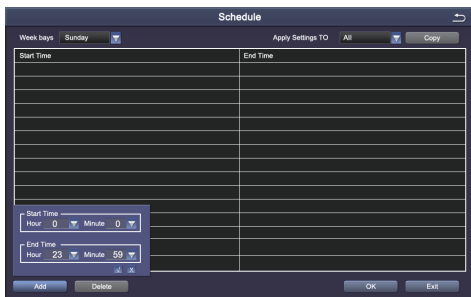 Schedule
Week bays Sunday Apply Settings TO All Copy
Start Time End Time
Start Time
Hour 0 Minute 0
End Time
Hour 23 Minute 59
Add Delete OK Exit